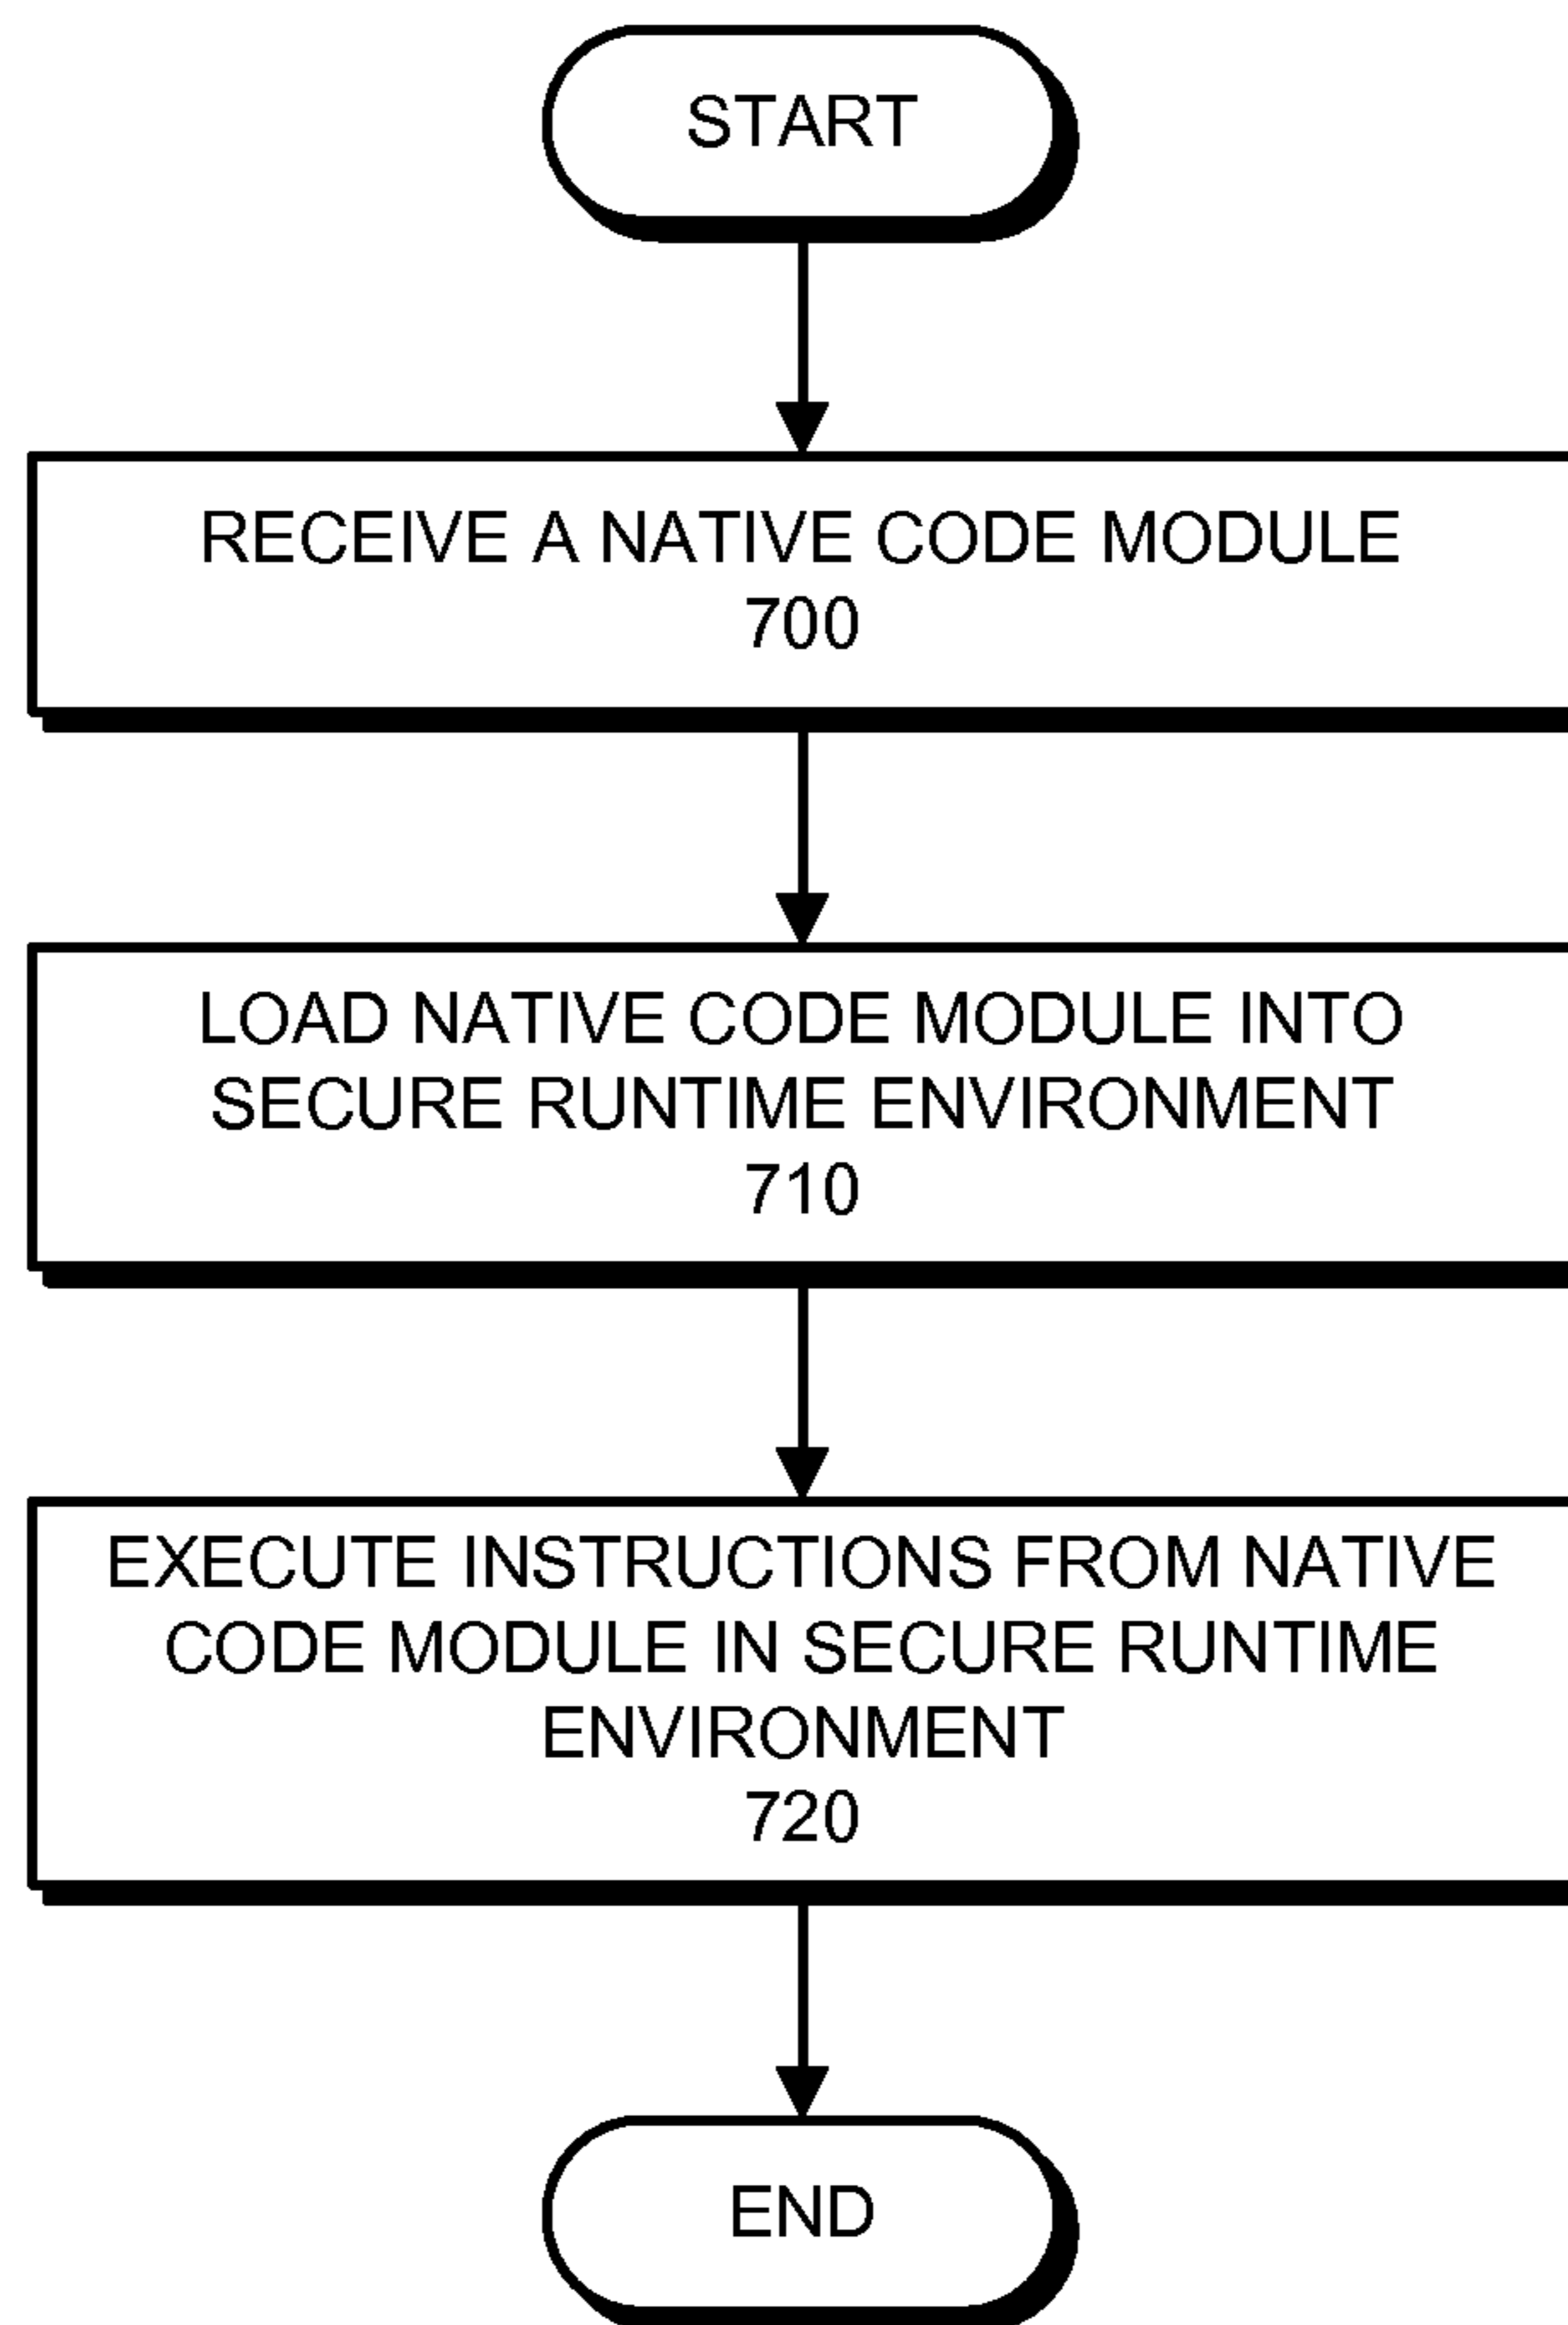 START
RECEIVE A NATIVE CODE MODULE
700
LOAD NATIVE CODE MODULE INTO
SECURE RUNTIME ENVIRONMENT
710
EXECUTE INSTRUCTIONS FROM NATIVE
CODE MODULE IN SECURE RUNTIME
ENVIRONMENT
720
END